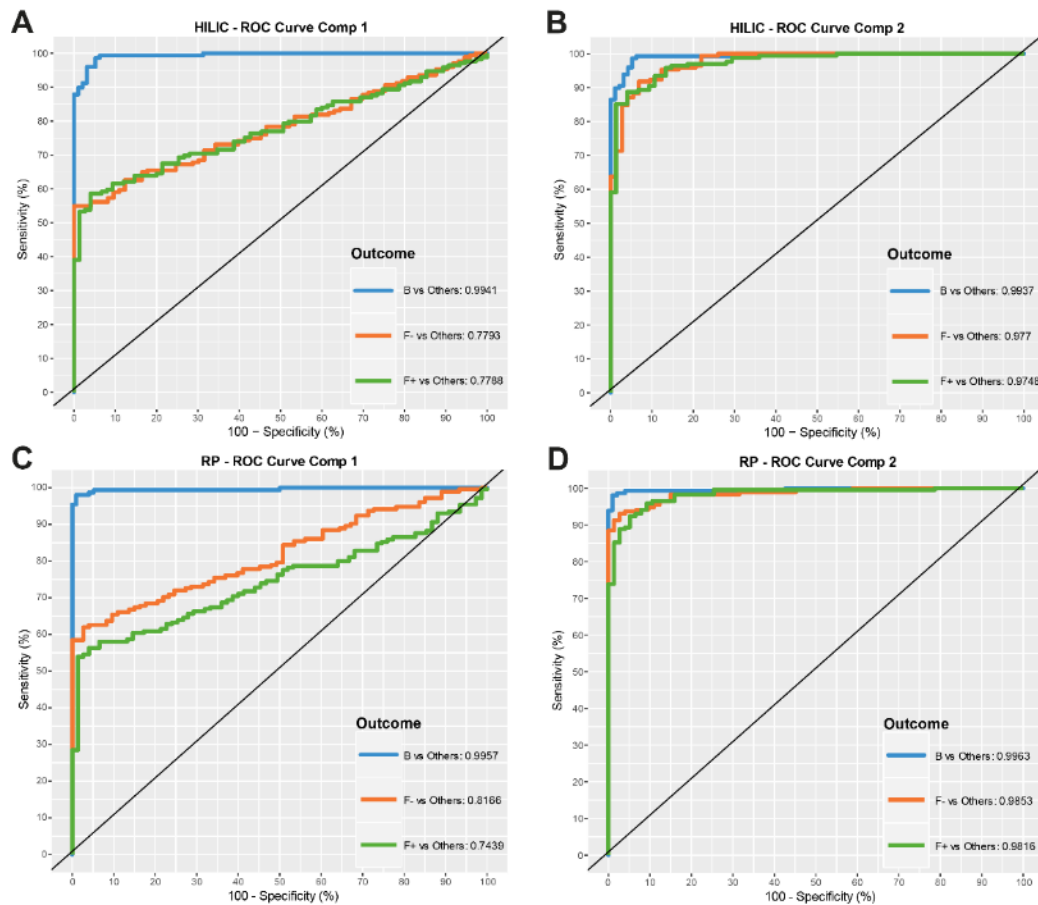 A
HILIC - ROC Curve Comp 1
100
90
80
70
60
50
40
30
20
10
0
Sensitivity (%)
Outcome
B vs Others: 0.9941
F- vs Others: 0.7793
F+ vs Others: 0.7788
0 10 20 30 40 50 60 70 80 90 100
100 − Specificity (%)
B
HILIC - ROC Curve Comp 2
100
90
80
70
60
50
40
30
20
10
0
Sensitivity (%)
Outcome
B vs Others: 0.9937
F- vs Others: 0.977
F+ vs Others: 0.9748
0 10 20 30 40 50 60 70 80 90 100
100 − Specificity (%)
C
RP - ROC Curve Comp 1
100
90
80
70
60
50
40
30
20
10
0
Sensitivity (%)
Outcome
B vs Others: 0.9957
F- vs Others: 0.8166
F+ vs Others: 0.7439
0 10 20 30 40 50 60 70 80 90 100
100 - Specificity (%)
D
RP - ROC Curve Comp 2
100
90
80
70
60
50
40
30
20
10
0
Sensitivity (%)
Outcome
B vs Others: 0.9963
F- vs Others: 0.9853
F+ vs Others: 0.9816
0 10 20 30 40 50 60 70 80 90 100
100 - Specificity (%)